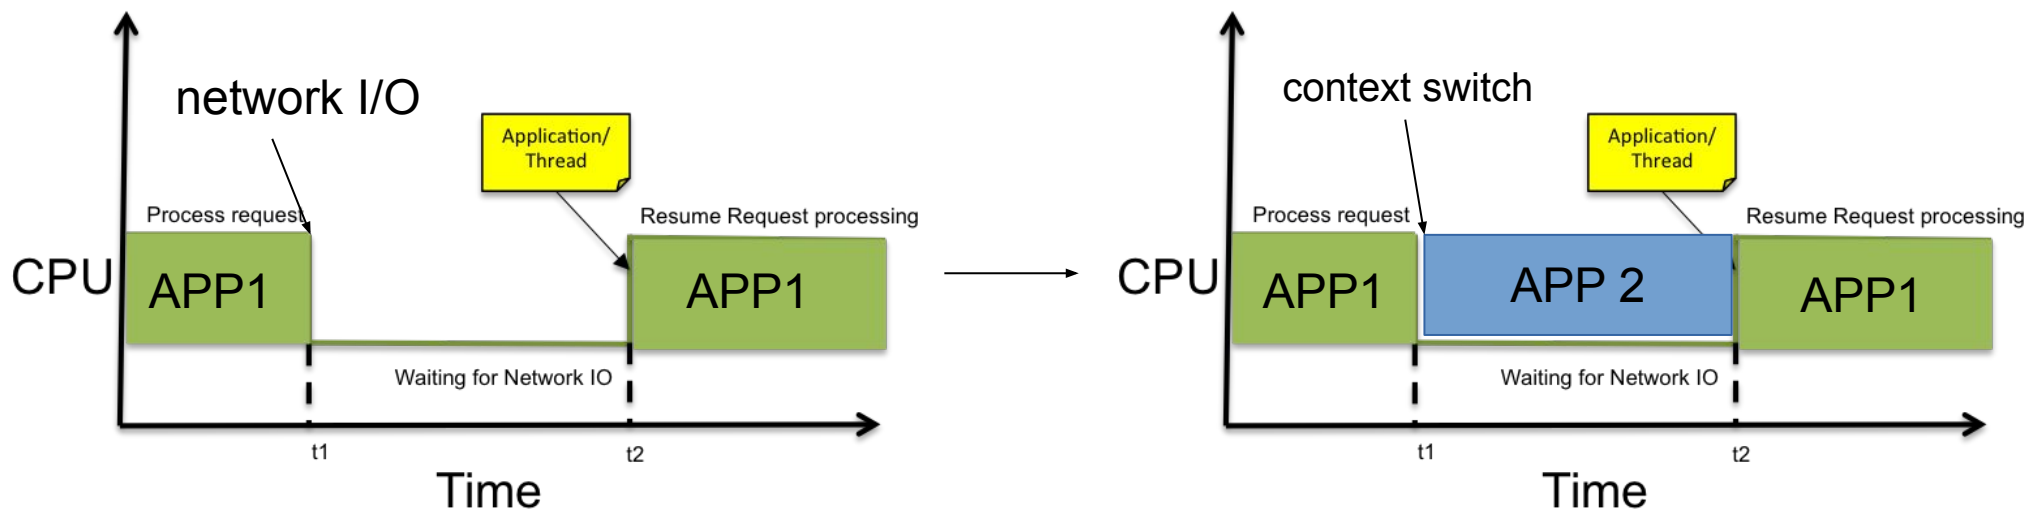 network I/O
Application/
Thread
Process request
Resume Request processing
CPU
APP1
APP1
Waiting for Network IO
t1
t2
Time
context switch
Application/
Thread
Process request
Resume Request processing
CPU
APP1
APP 2
APP1
Waiting for Network IO
t1
t2
Time